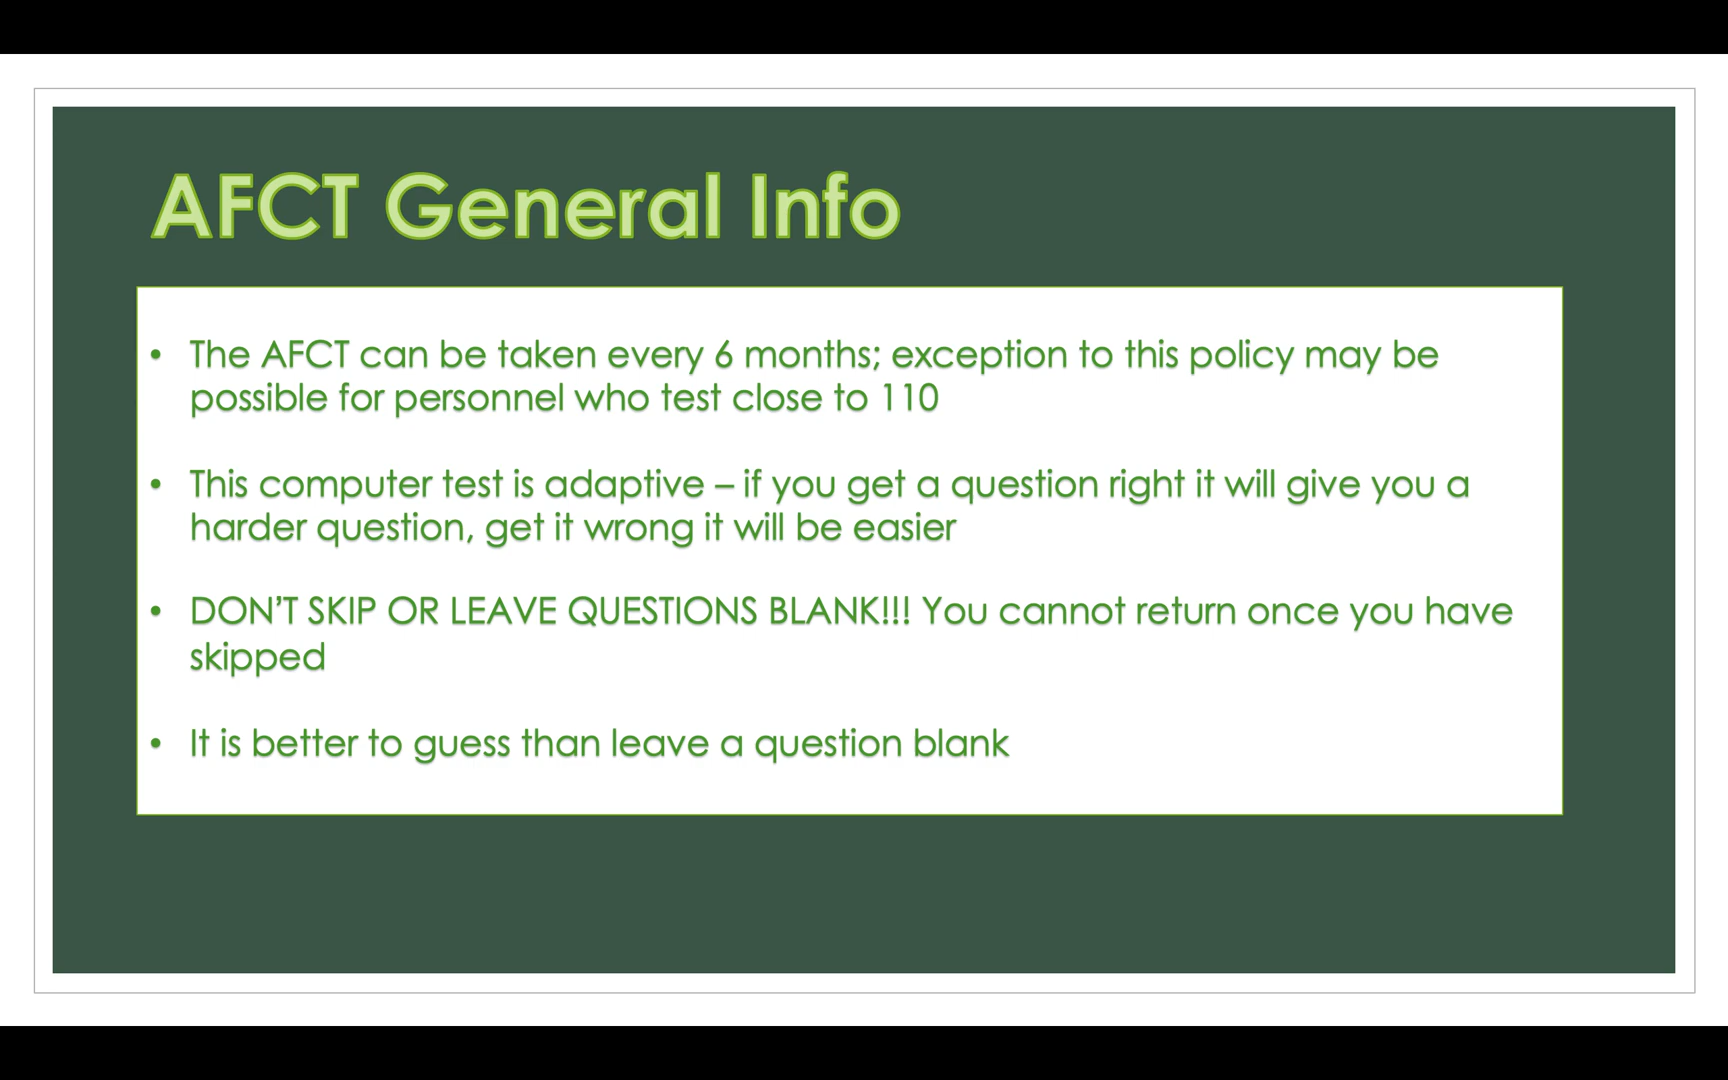 AFCT General Info
• The AFCT can be taken every 6 months; exception to this policy may be
possible for personnel who test close to 110
• This computer test is adaptive – if you get a question right it will give you a
harder question, get it wrong it will be easier
• DON’T SKIP OR LEAVE QUESTIONS BLANK!!! You cannot return once you have
skipped
• It is better to guess than leave a question blank